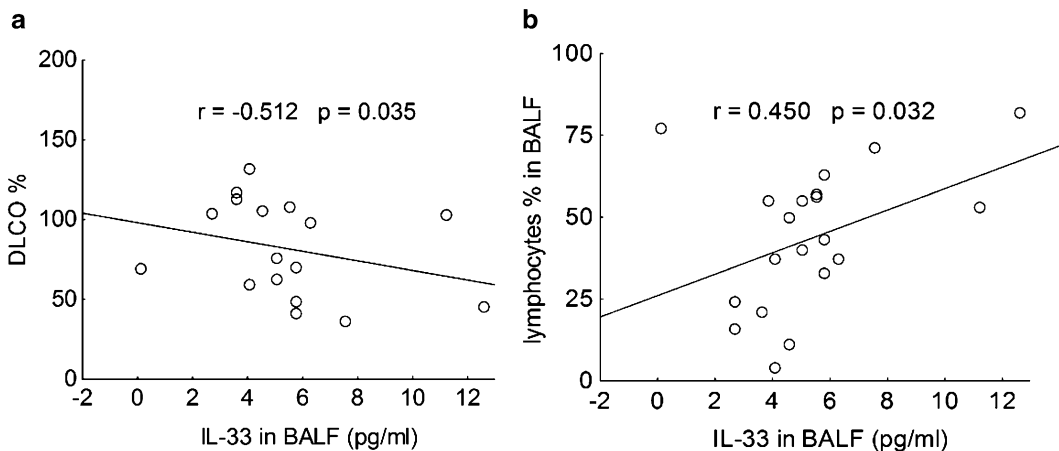 a
200
150
100
50
0
DLCO %
r = -0.512 p = 0.035
-2 0 2 4 6 8 10 12
IL-33 in BALF (pg/ml)
b
100
75
50
25
0
lymphocytes % in BALF
r = 0.450 p = 0.032
-2 0 2 4 6 8 10 12
IL-33 in BALF (pg/ml)